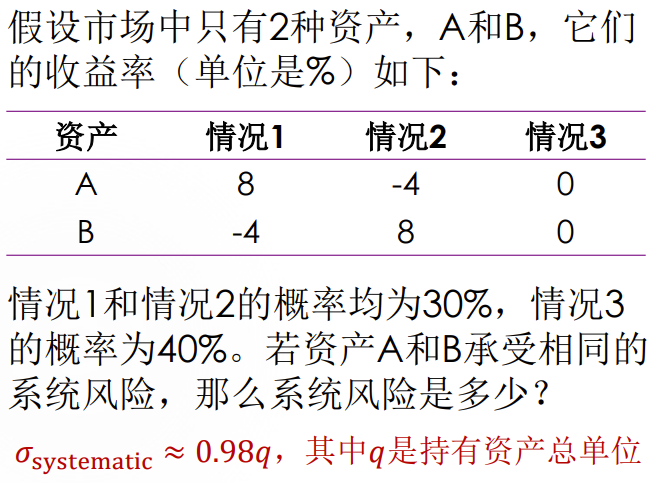 假设市场中只有2种资产，A和B，它们
的收益率（单位是%）如下：
资产 情况1 情况2 情况3
A 8 -4 0
B -4 8 0
情况1和情况2的概率均为30%，情况3
的概率为40%。若资产A和B承受相同的
系统风险，那么系统风险是多少？
σsystematic ≈ 0.98q，其中q是持有资产总单位